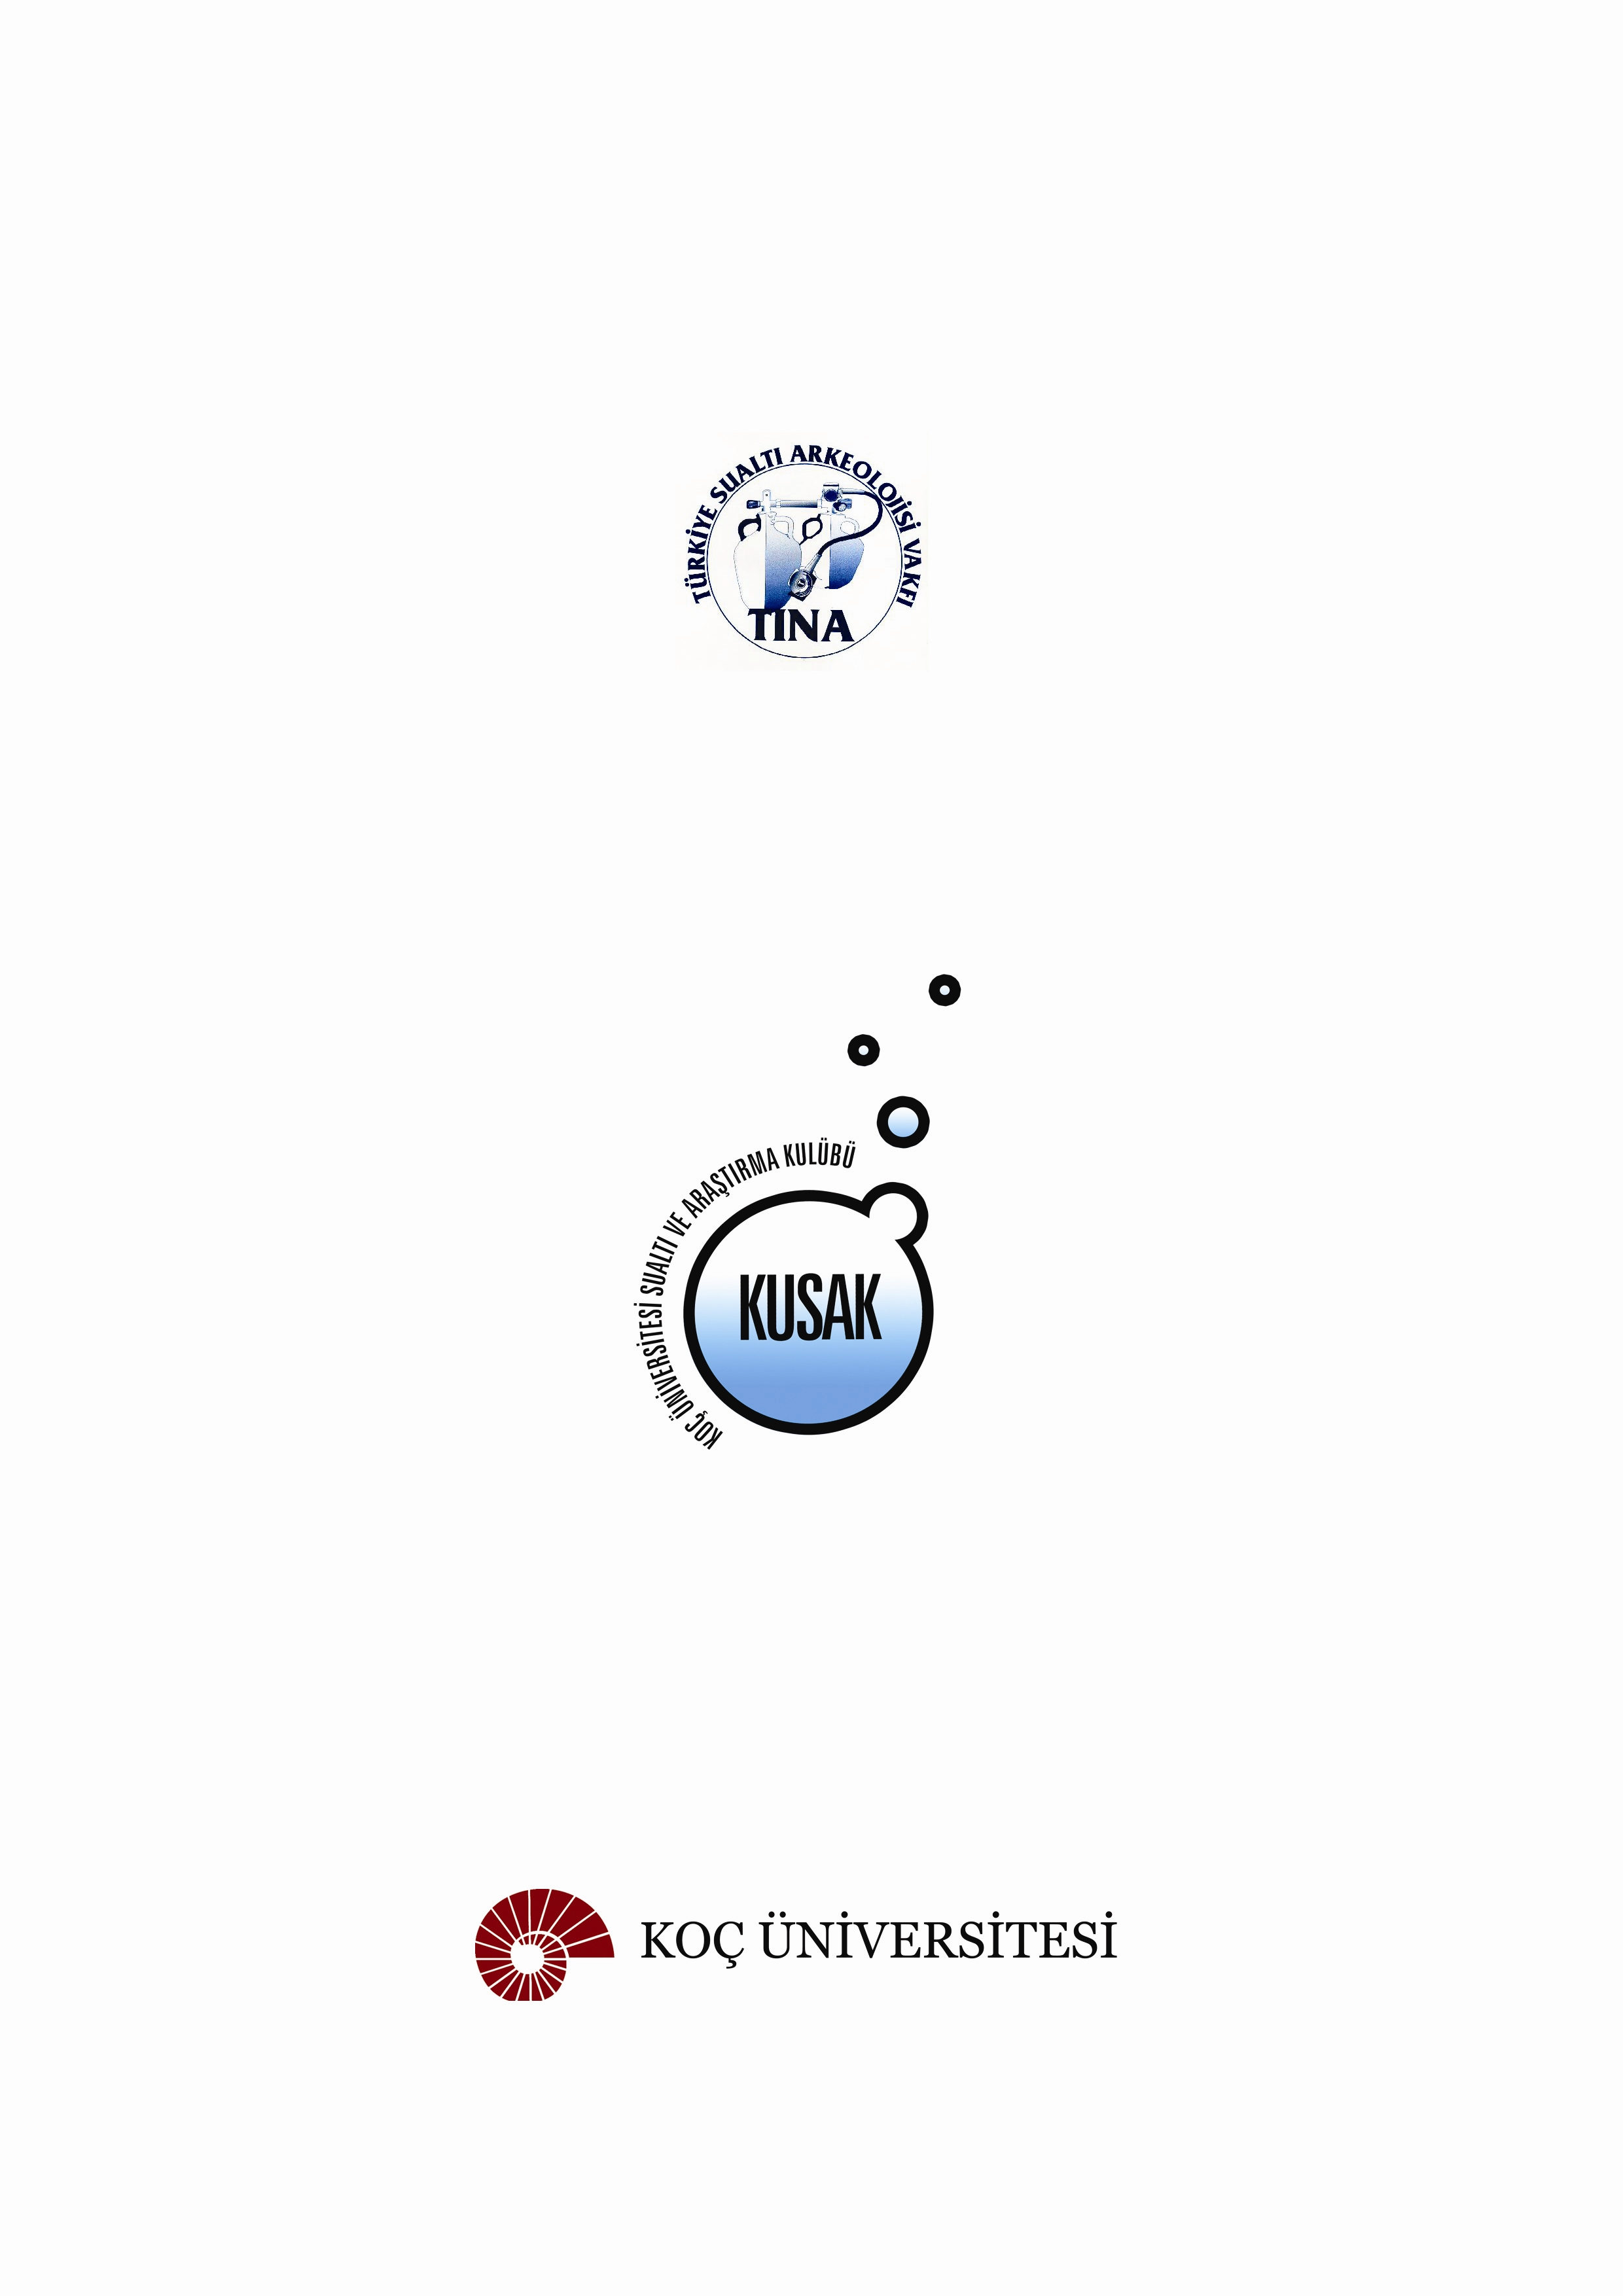 TÜRKİYE SUALTI ARKEOLOJİSİ VAKFI
TINA
KOÇ ÜNİVERSİTESİ SUALTI VE ARAŞTIRMA KULÜBÜ
KUSAK
KOÇ ÜNİVERSİTESİ